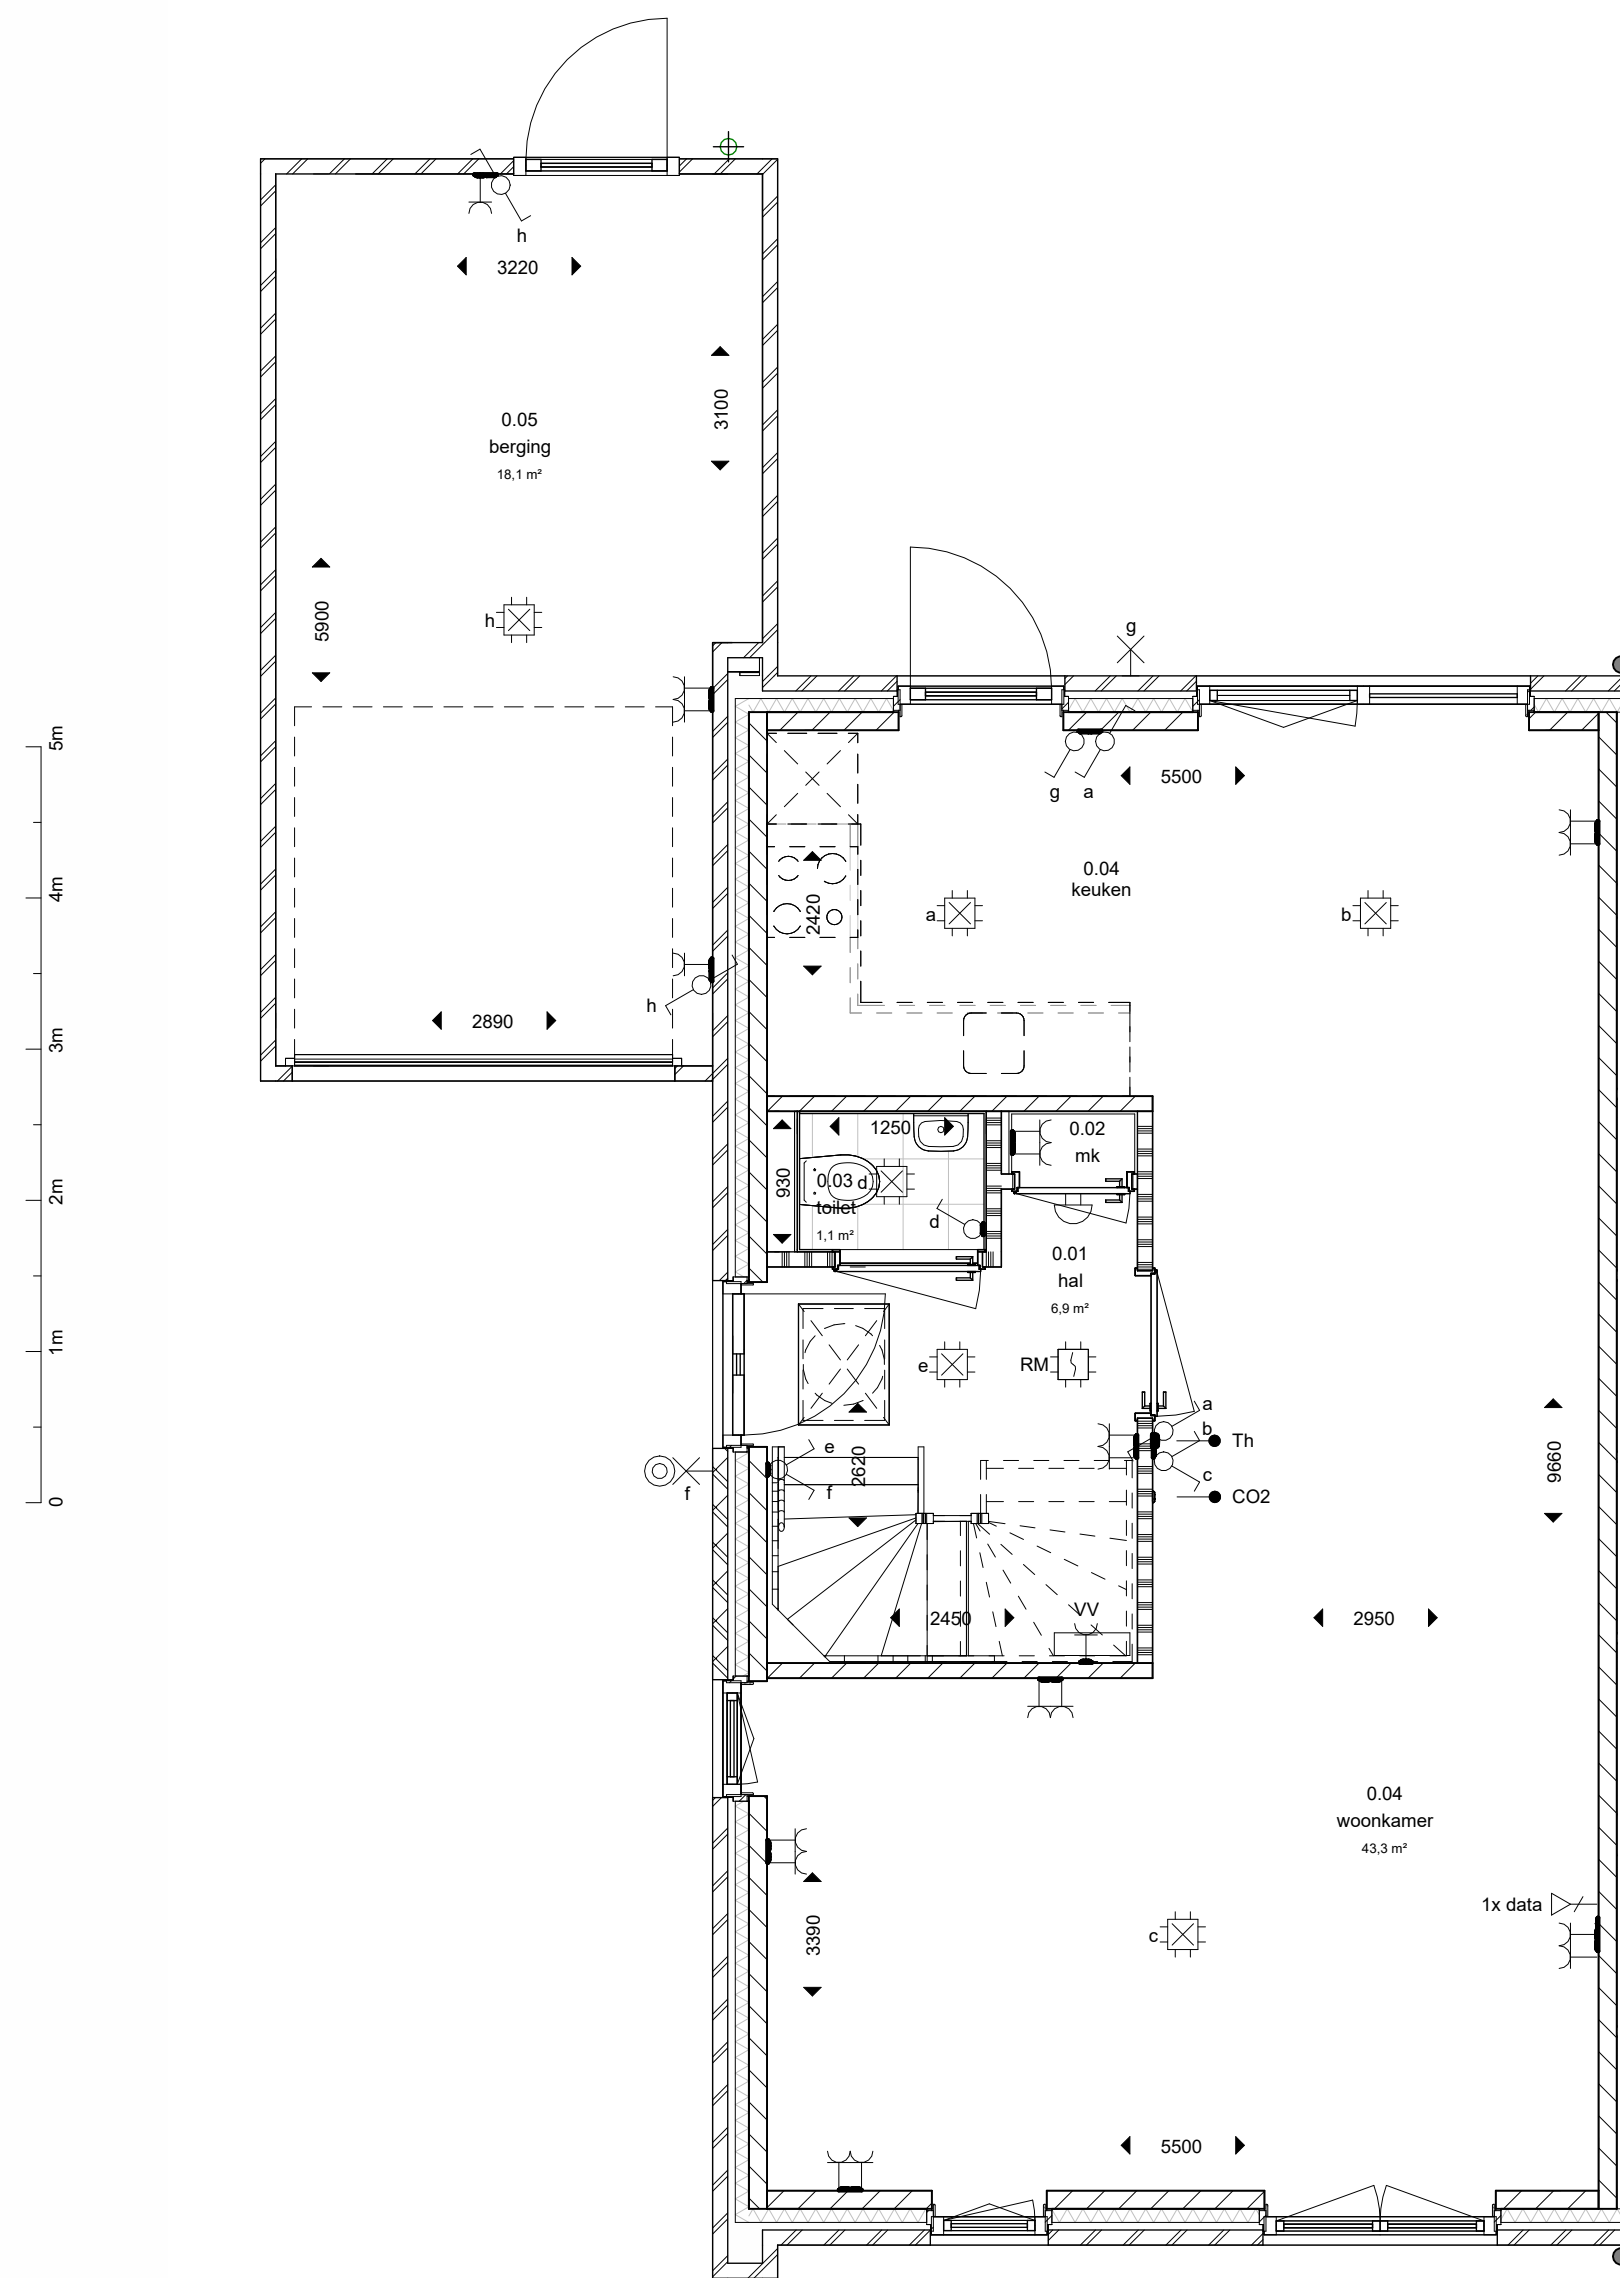 h
3220
3100
0.05
berging
18,1 m²
5900
h
g
5m
5500
g a
0.04
keuken
4m
2420
a
b
h
2890
3m
1250
0.02
mk
930
0.03
d
toilet
1,1 m²
d
2m
0.01
hal
6,9 m²
1m
e
RM
a
b
Th
c
CO2
e
2620
f
f
9660
0
2450
VV
2950
0.04
woonkamer
43,3 m²
1x data
3390
c
5500